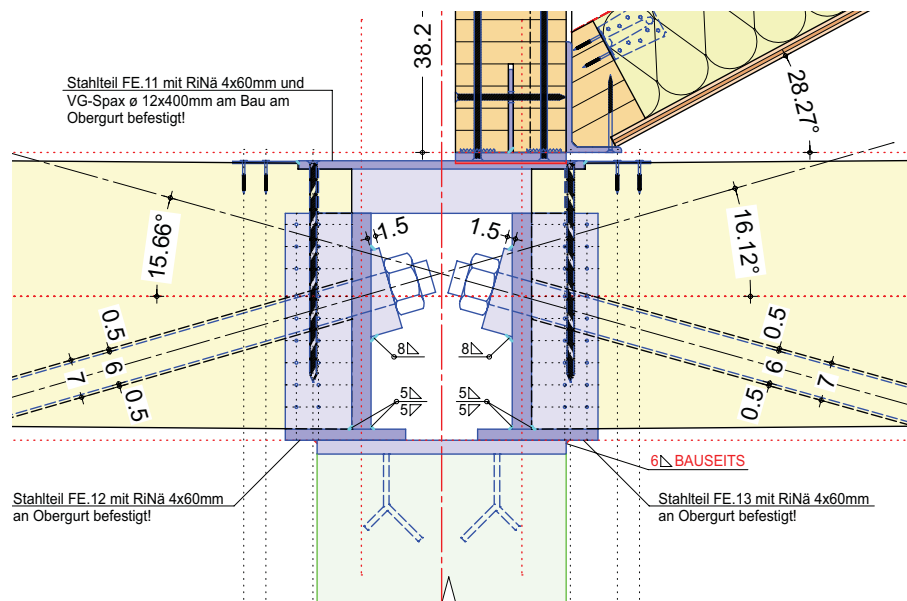 38.2
Stahlteil FE.11 mit RiNä 4x60mm und
VG-Spax ø 12x400mm am Bau am
Obergurt befestigt!
28.27°
15.66°
1.5
1.5
16.12°
0.5
6
7
0.5
8
8
0.5
6
7
0.5
5
5
5
5
6 BAUSEITS
Stahlteil FE.12 mit RiNä 4x60mm
an Obergurt befestigt!
Stahlteil FE.13 mit RiNä 4x60mm
an Obergurt befestigt!